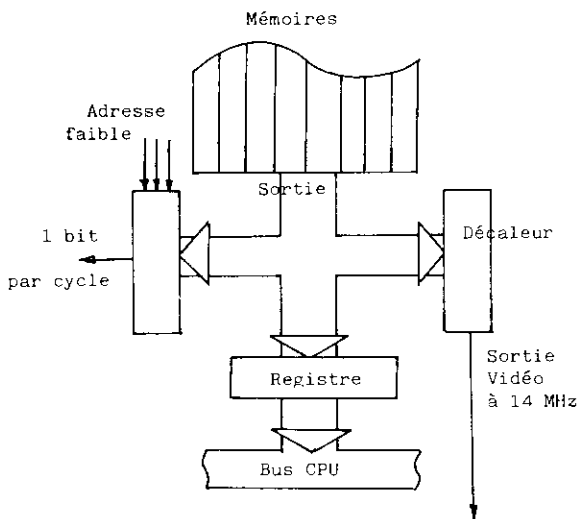 Mémoires
Adresse
faible
Sortie
1 bit
par cycle
Décaleur
Registre
Sortie
Vidéo
à 14 MHz
Bus CPU